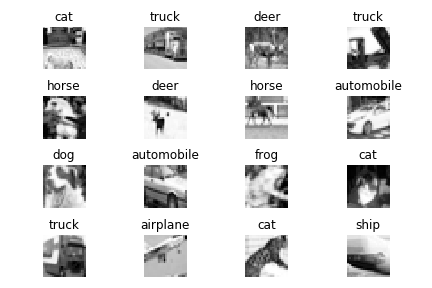 cat truck deer truck
horse deer horse automobile
dog automobile frog cat
truck airplane cat ship